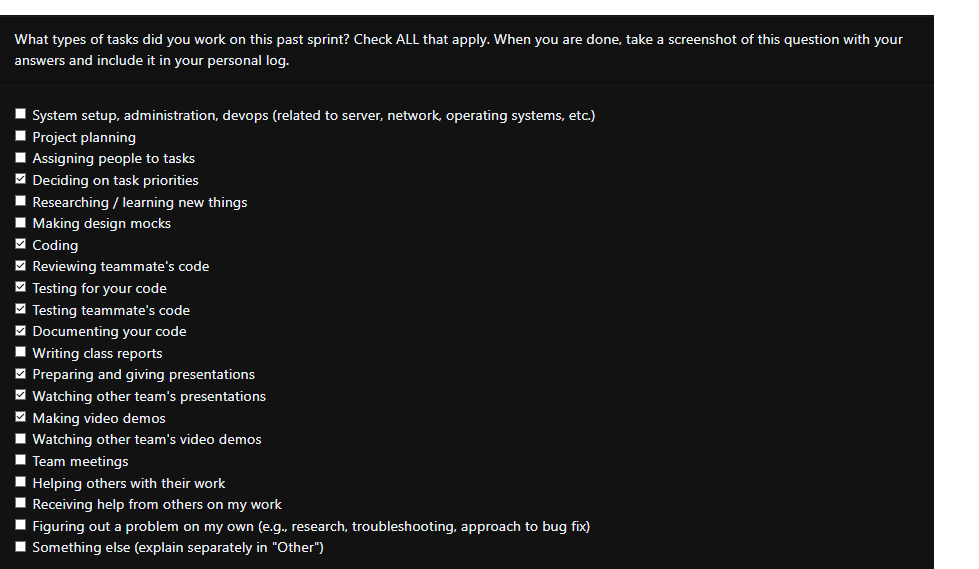 What types of tasks did you work on this past sprint? Check ALL that apply. When you are done, take a screenshot of this question with your
answers and include it in your personal log.
System setup, administration, devops (related to server, network, operating systems, etc.)
Project planning
Assigning people to tasks
Deciding on task priorities
Researching / learning new things
Making design mocks
Coding
Reviewing teammate's code
Testing for your code
Testing teammate's code
Documenting your code
Writing class reports
Preparing and giving presentations
Watching other team's presentations
Making video demos
Watching other team's video demos
Team meetings
Helping others with their work
Receiving help from others on my work
Figuring out a problem on my own (e.g., research, troubleshooting, approach to bug fix)
Something else (explain separately in "Other")